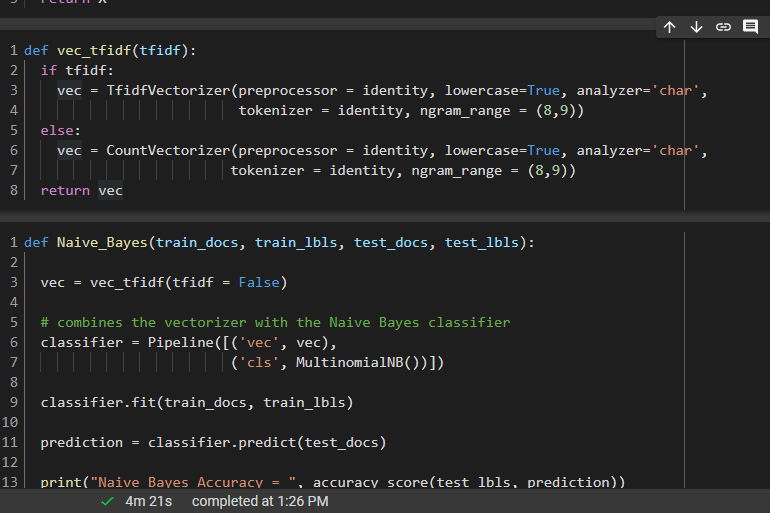 return X
1 def vec_tfidf(tfidf):
2 if tfidf:
3 vec = TfidfVectorizer(preprocessor = identity, lowercase=True, analyzer='char',
4 tokenizer = identity, ngram_range = (8,9))
5 else:
6 vec = CountVectorizer(preprocessor = identity, lowercase=True, analyzer='char',
7 tokenizer = identity, ngram_range = (8,9))
8 return vec
1 def Naive_Bayes(train_docs, train_lbls, test_docs, test_lbls):
2
3 vec = vec_tfidf(tfidf = False)
4
5 # combines the vectorizer with the Naive Bayes classifier
6 classifier = Pipeline([('vec', vec),
7 ('cls', MultinomialNB())])
8
9 classifier.fit(train_docs, train_lbls)
10
11 prediction = classifier.predict(test_docs)
12
13 print("Naive Bayes Accuracy = ", accuracy_score(test_lbls, prediction))
4m 21s completed at 1:26 PM